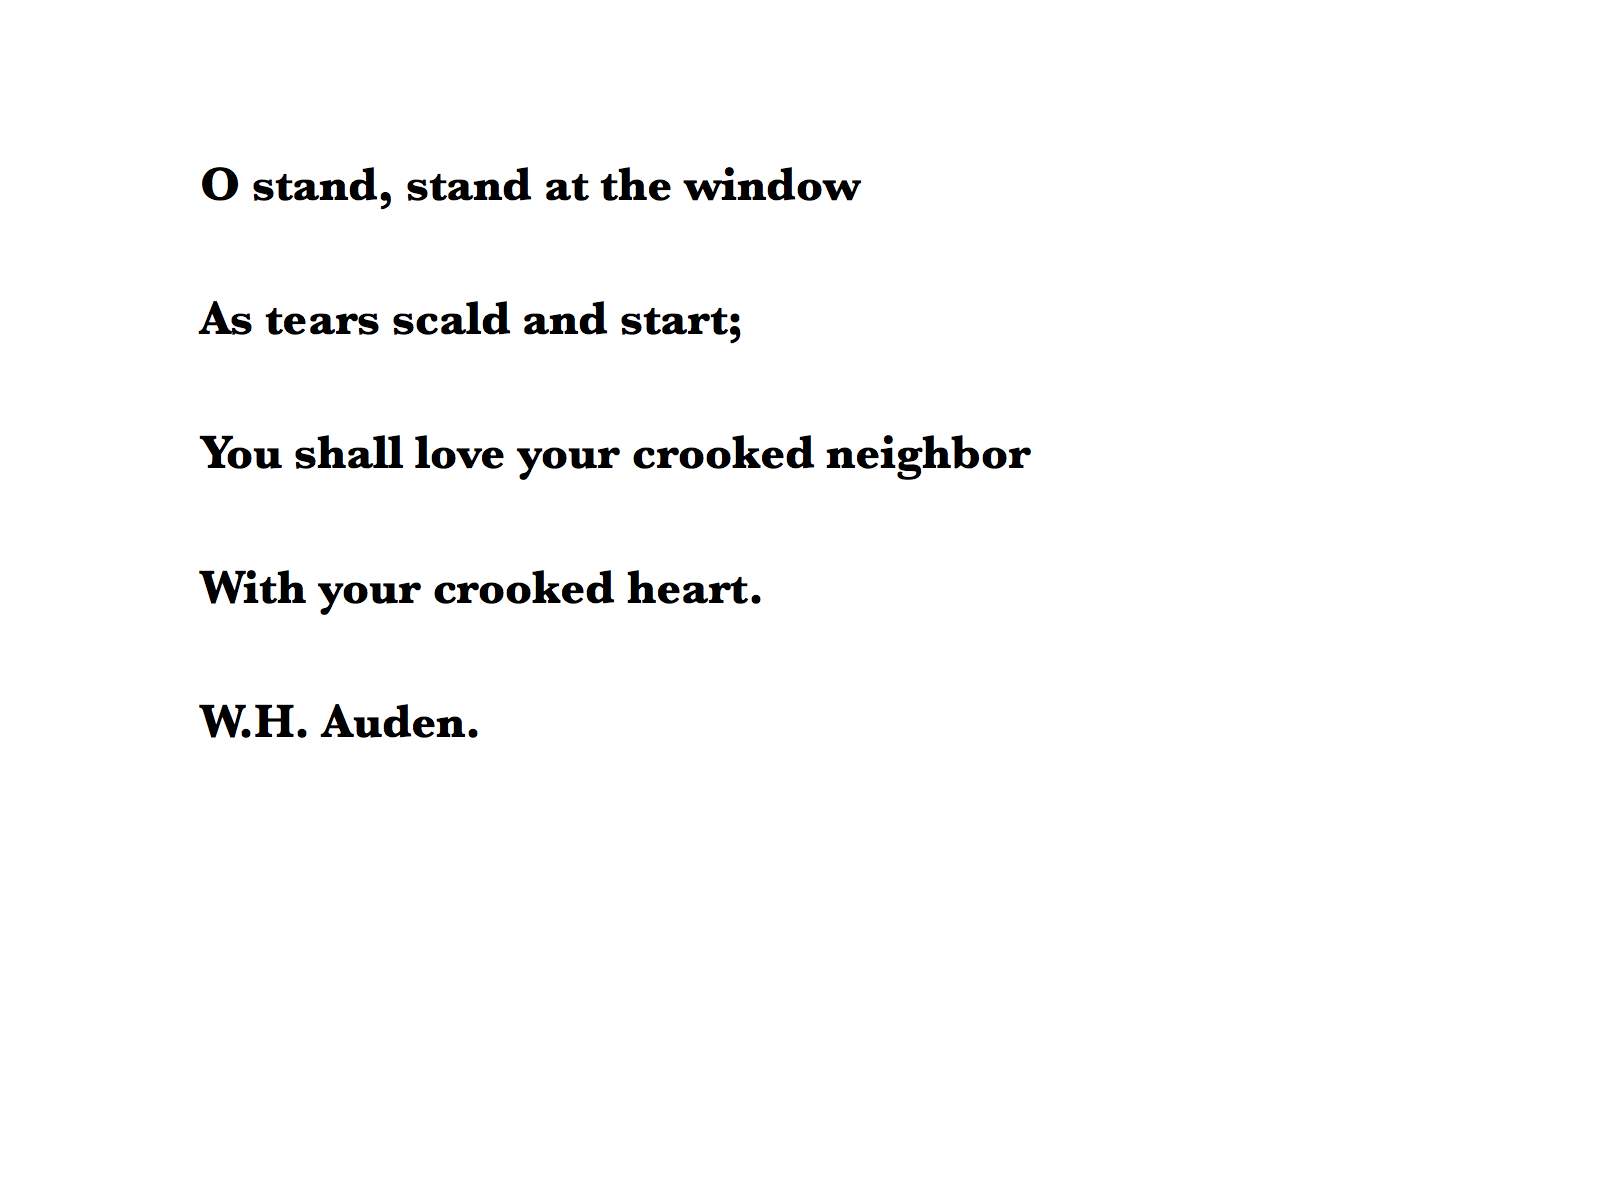 O stand, stand at the window
As tears scald and start;
You shall love your crooked neighbor
With your crooked heart.
W.H. Auden.